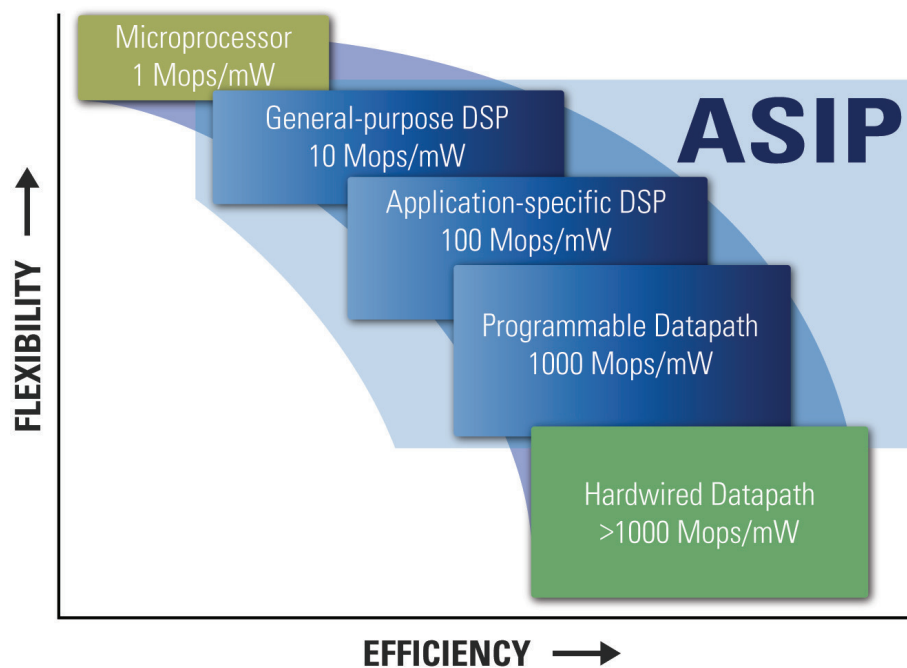 Microprocessor
1 Mops/mW
General-purpose DSP
10 Mops/mW
ASIP
Application-specific DSP
100 Mops/mW
Programmable Datapath
1000 Mops/mW
Hardwired Datapath
>1000 Mops/mW
FLEXIBILITY
EFFICIENCY